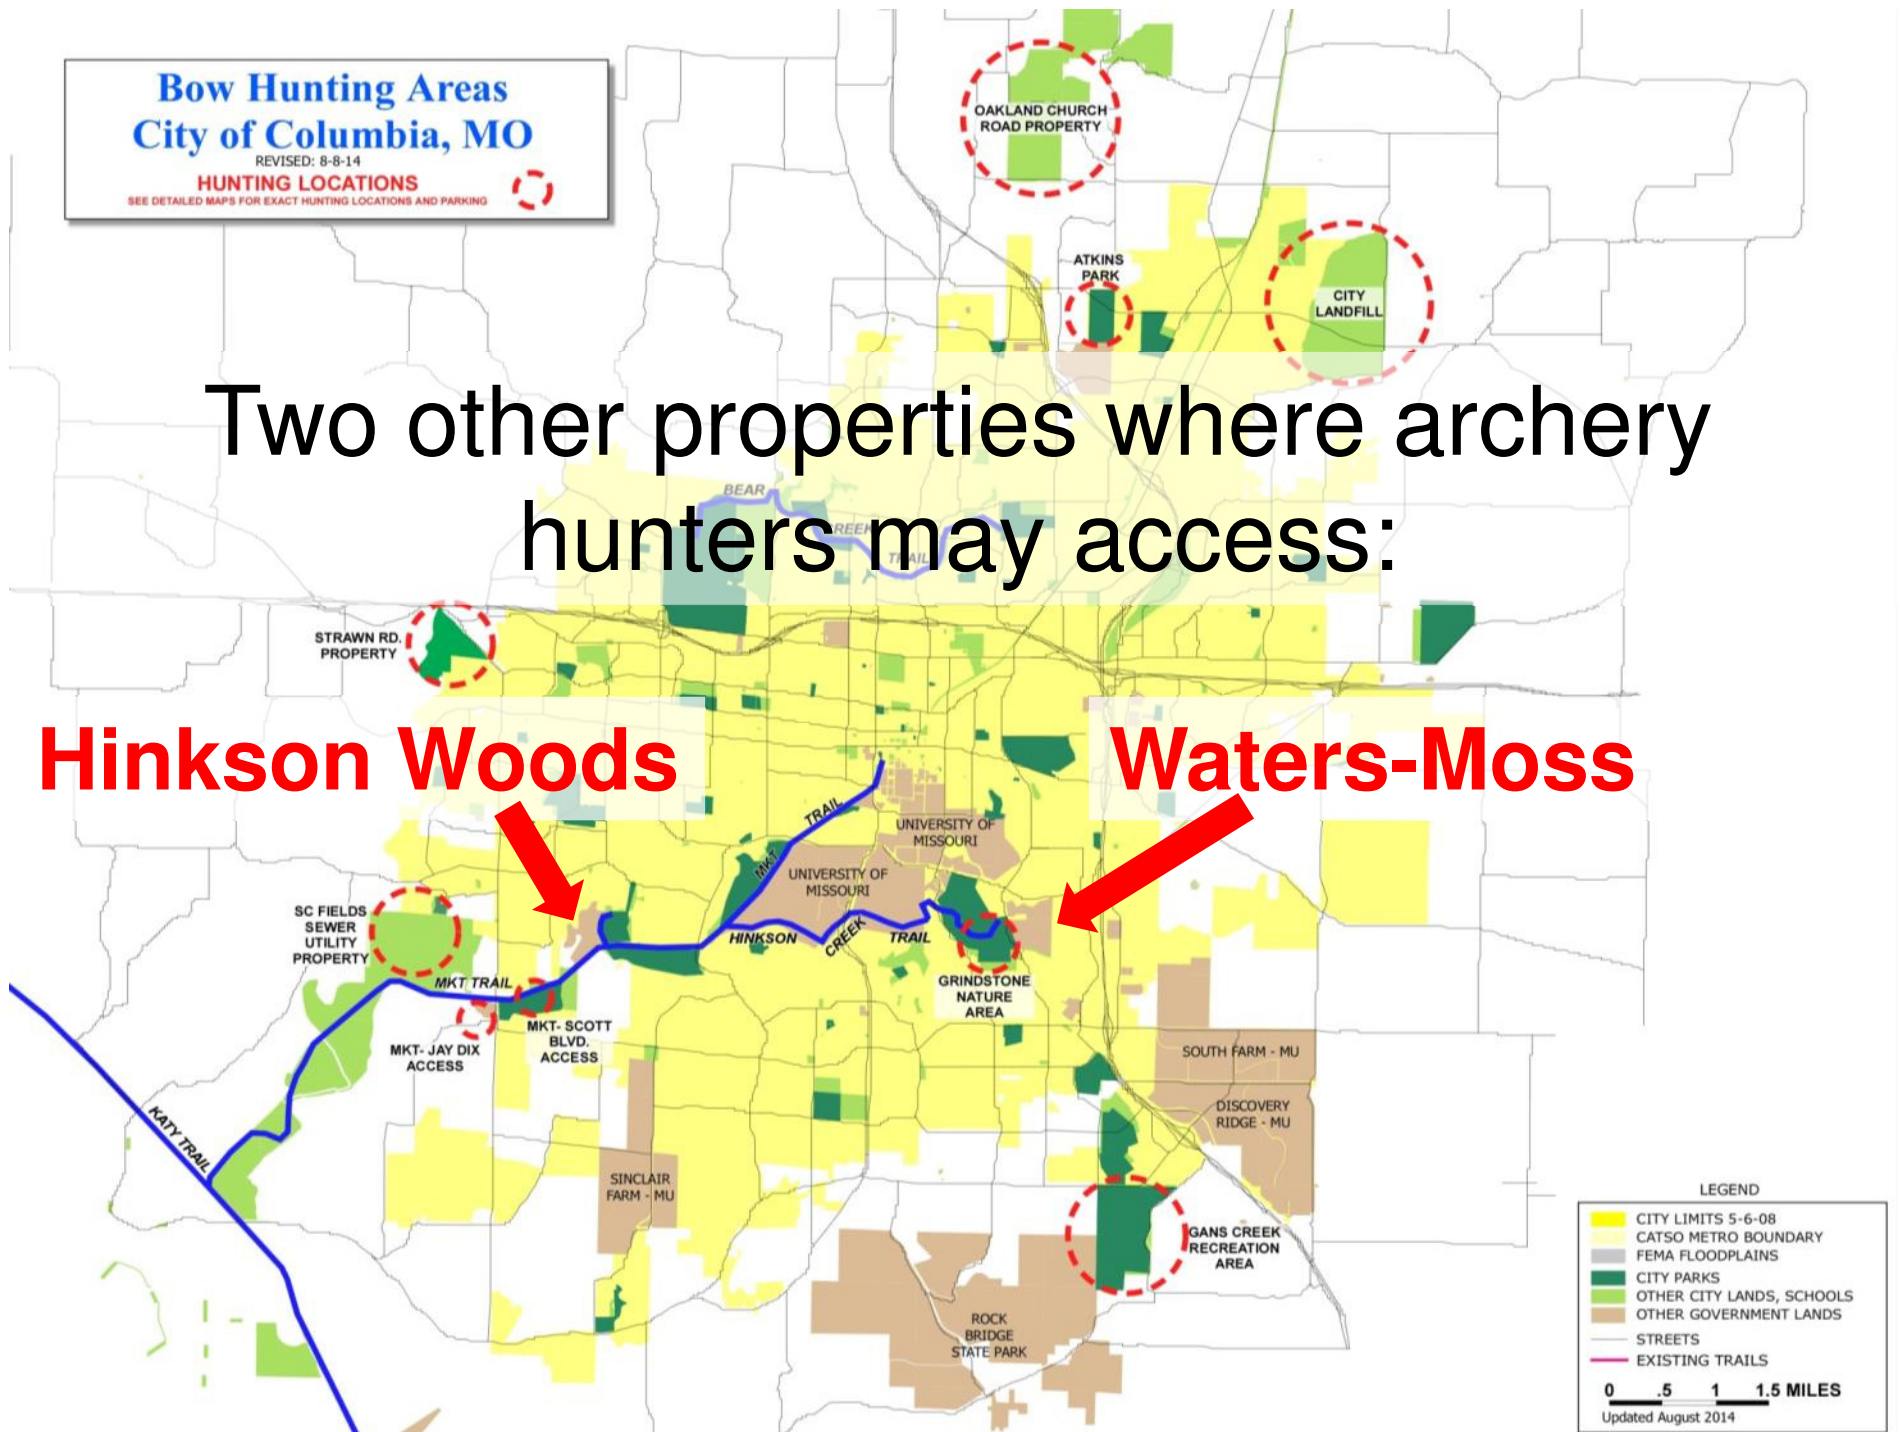 Bow Hunting Areas
City of Columbia, MO
REVISED: 8-8-14
HUNTING LOCATIONS
SEE DETAILED MAPS FOR EXACT HUNTING LOCATIONS AND PARKING
OAKLAND CHURCH
ROAD PROPERTY
ATKINS
PARK
CITY
LANDFILL
Two other properties where archery
hunters may access:
BEAR
CREEK
TRAIL
STRAWN RD.
PROPERTY
Hinkson Woods
Waters-Moss
MKT
TRAIL
UNIVERSITY OF
MISSOURI
UNIVERSITY OF
MISSOURI
SC FIELDS
SEWER
UTILITY
PROPERTY
HINKSON
CREEK
TRAIL
MKT TRAIL
GRINDSTONE
NATURE
AREA
MKT- SCOTT
BLVD.
ACCESS
MKT- JAY DIX
ACCESS
SOUTH FARM - MU
DISCOVERY
RIDGE - MU
KATY TRAIL
SINCLAIR
FARM - MU
GANS CREEK
RECREATION
AREA
ROCK
BRIDGE
STATE PARK
LEGEND
CITY LIMITS 5-6-08
CATSO METRO BOUNDARY
FEMA FLOODPLAINS
CITY PARKS
OTHER CITY LANDS, SCHOOLS
OTHER GOVERNMENT LANDS
STREETS
EXISTING TRAILS
0 .5 1 1.5 MILES
Updated August 2014